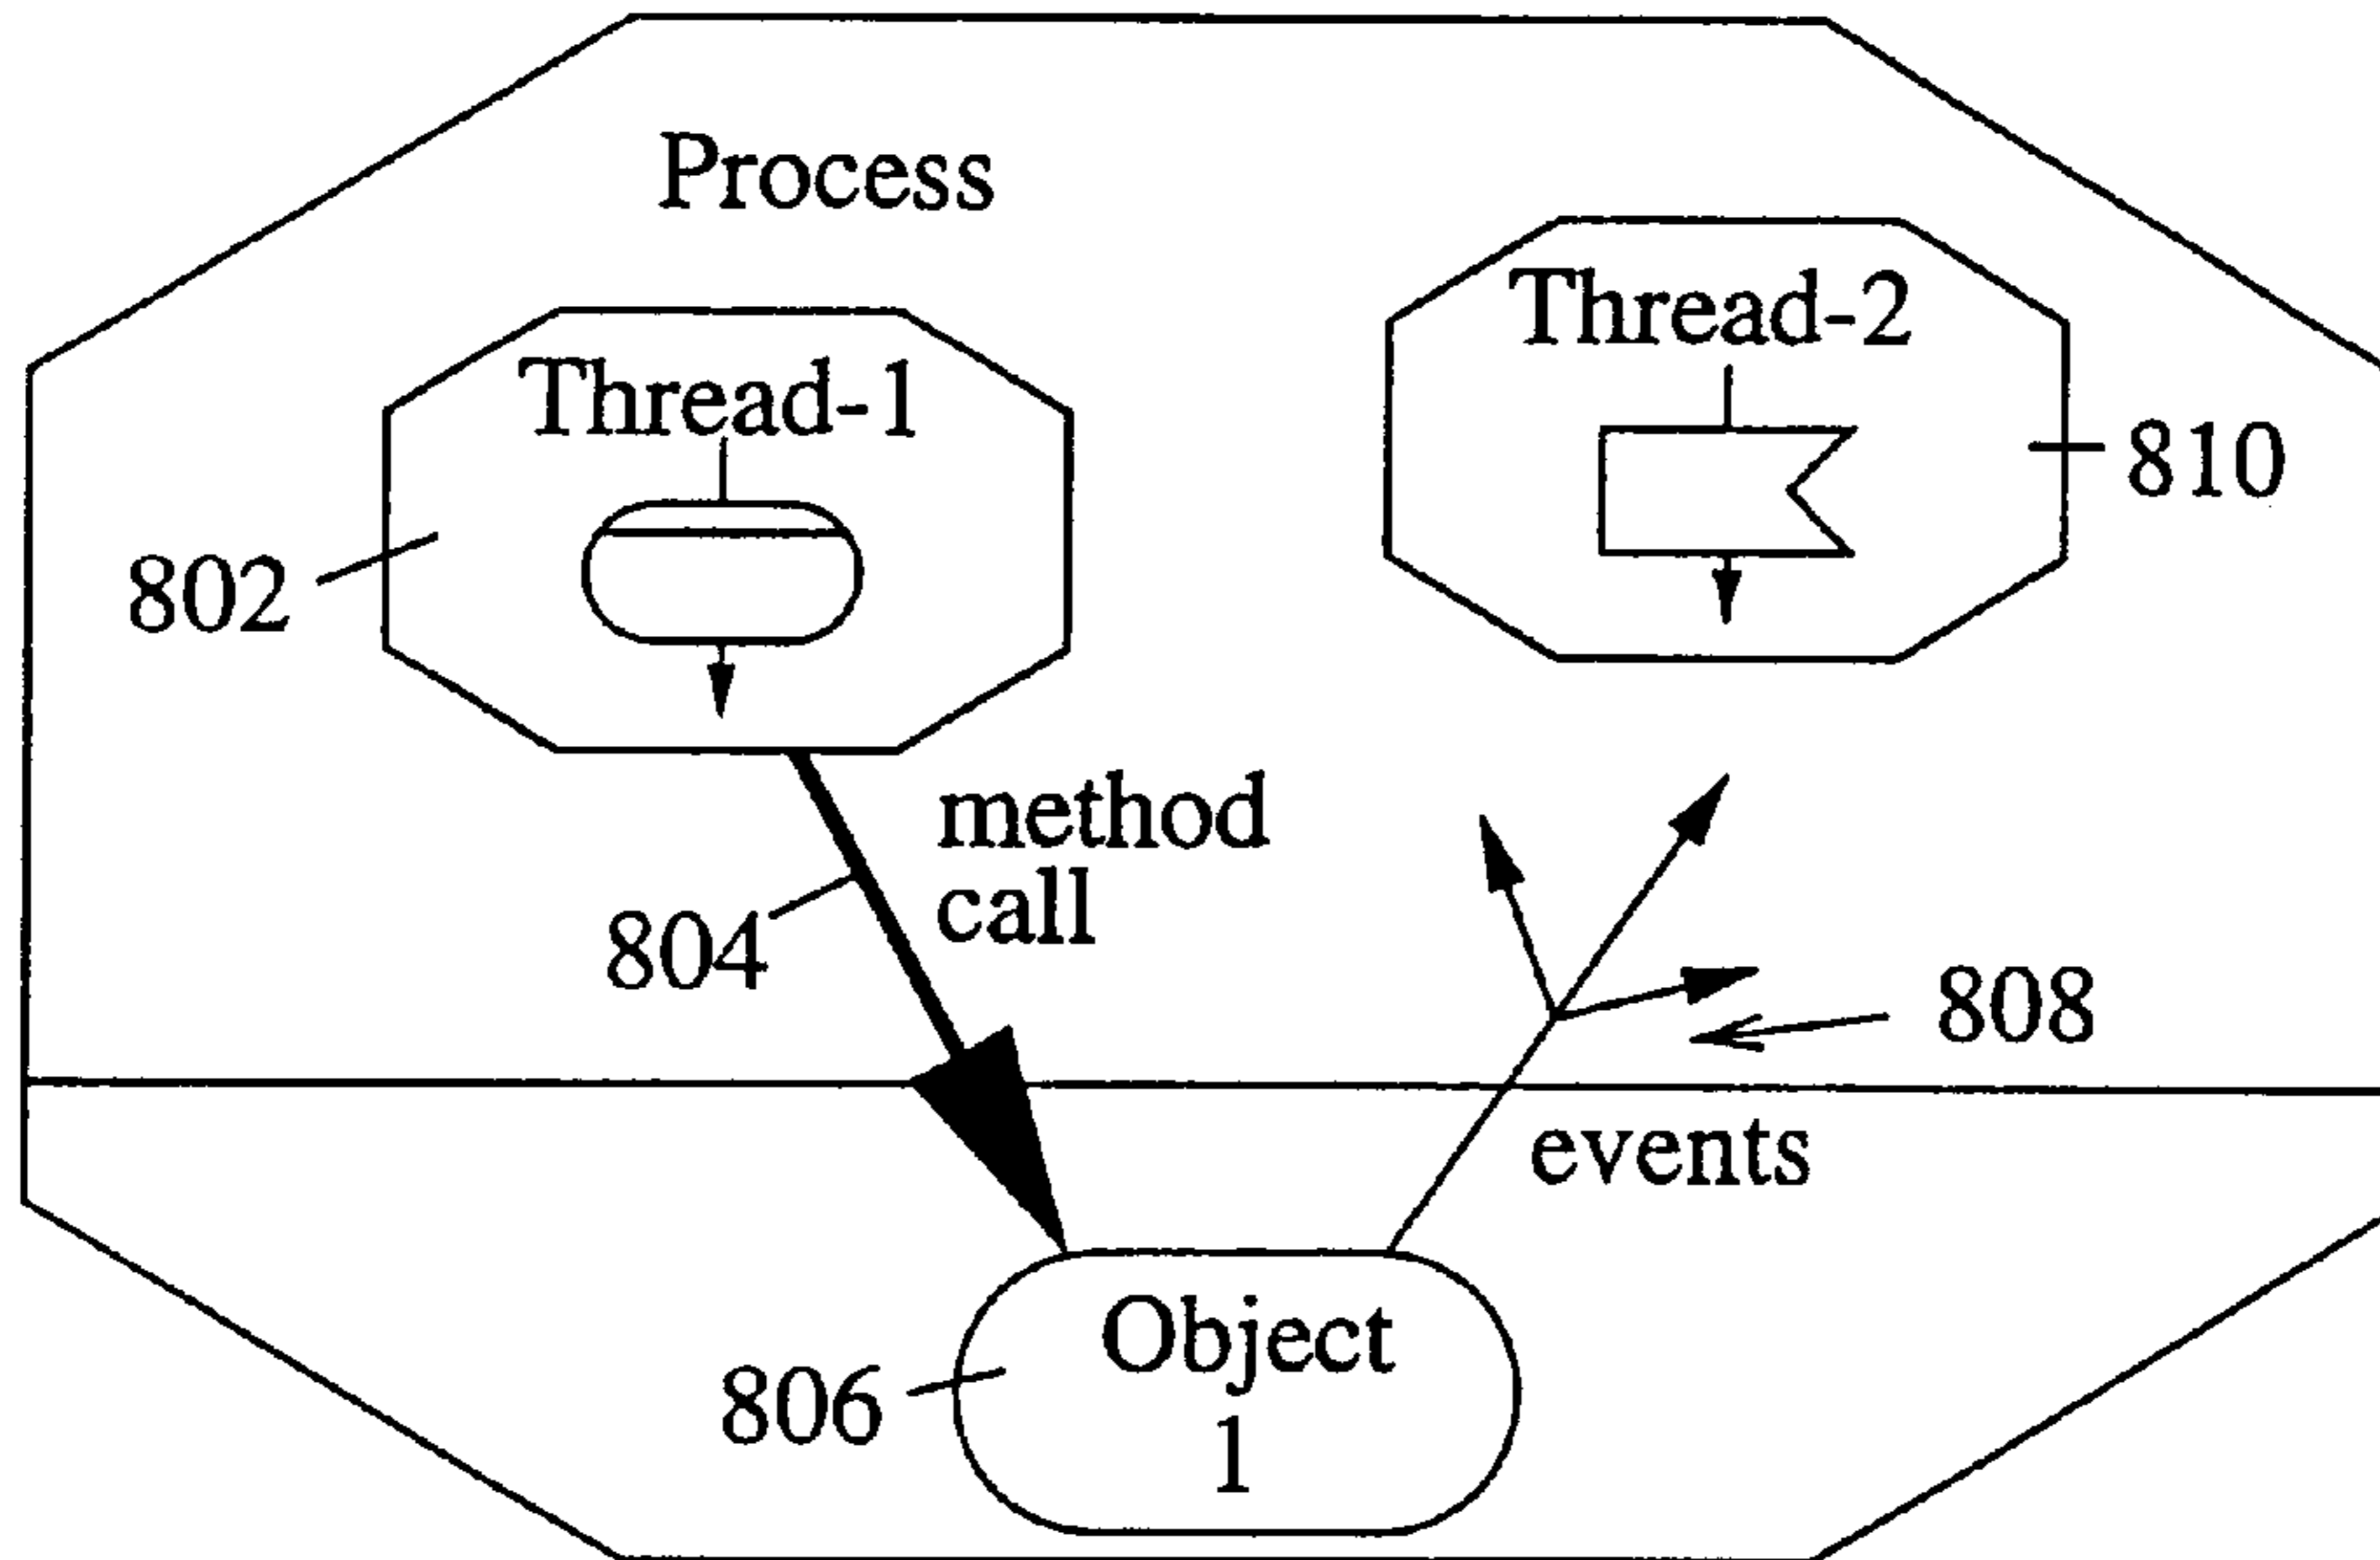 Process
Thread-2
Thread-1
810
802
method
call
804
808
events
Object
1
806